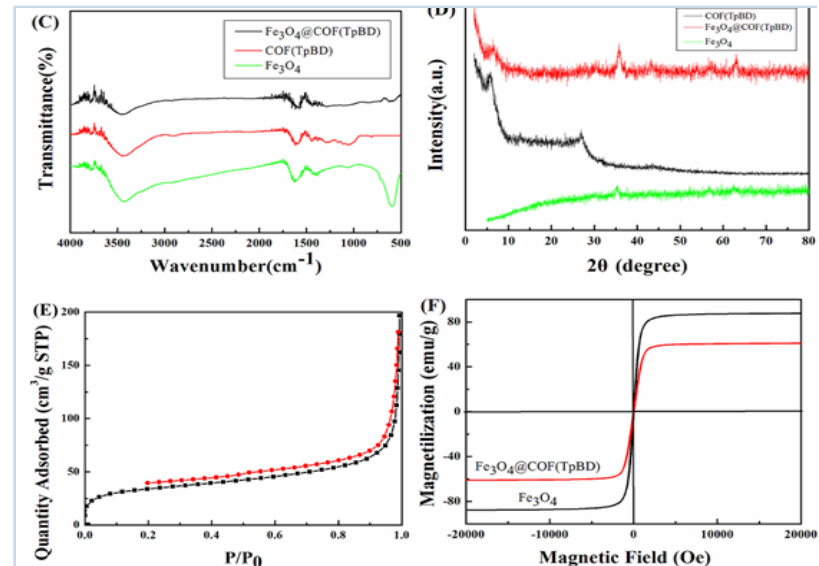 (C)
Fe₃O₄@COF(TpBD)
COF(TpBD)
Fe₃O₄
Transmittance(%)
4000 3500 3000 2500 2000 1500 1000 500
Wavenumber(cm⁻¹)
(D)
COF(TpBD)
Fe₃O₄@COF(TpBD)
Fe₃O₄
Intensity(a.u.)
0 10 20 30 40 50 60 70 80
2θ (degree)
(E)
200
150
100
50
0
Quantity Adsorbed (cm³/g STP)
0.0 0.2 0.4 0.6 0.8 1.0
P/P₀
(F)
80
40
0
-40
-80
Magnetilization (emu/g)
Fe₃O₄@COF(TpBD)
Fe₃O₄
-20000 -10000 0 10000 20000
Magnetic Field (Oe)